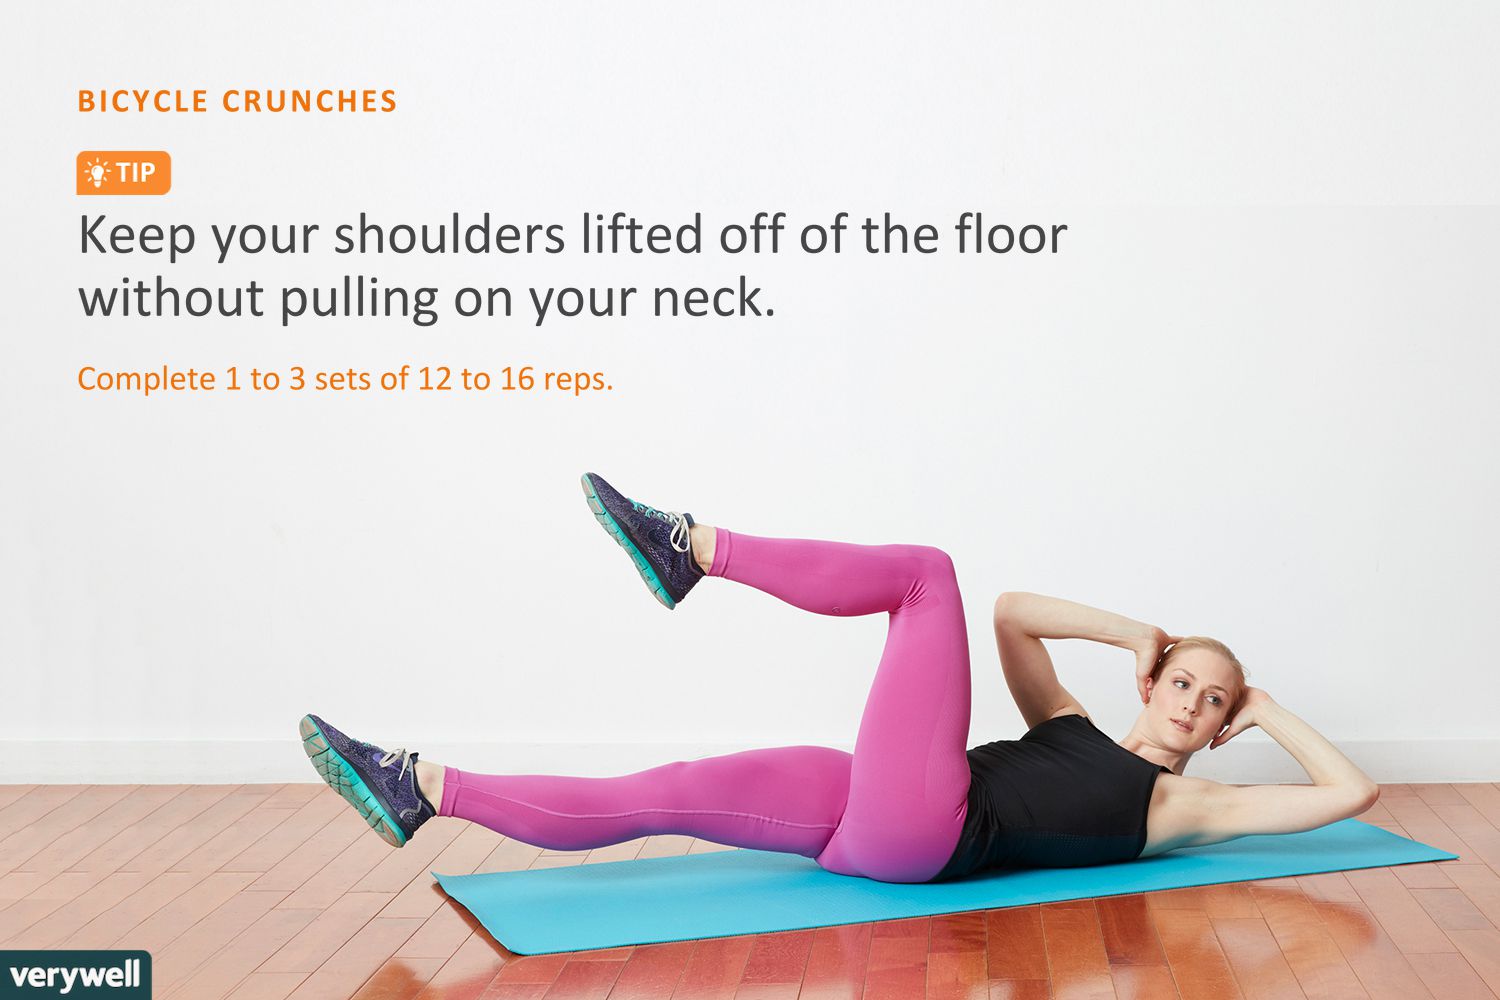 BICYCLE CRUNCHES
TIP
Keep your shoulders lifted off of the floor
without pulling on your neck.
Complete 1 to 3 sets of 12 to 16 reps.
verywell